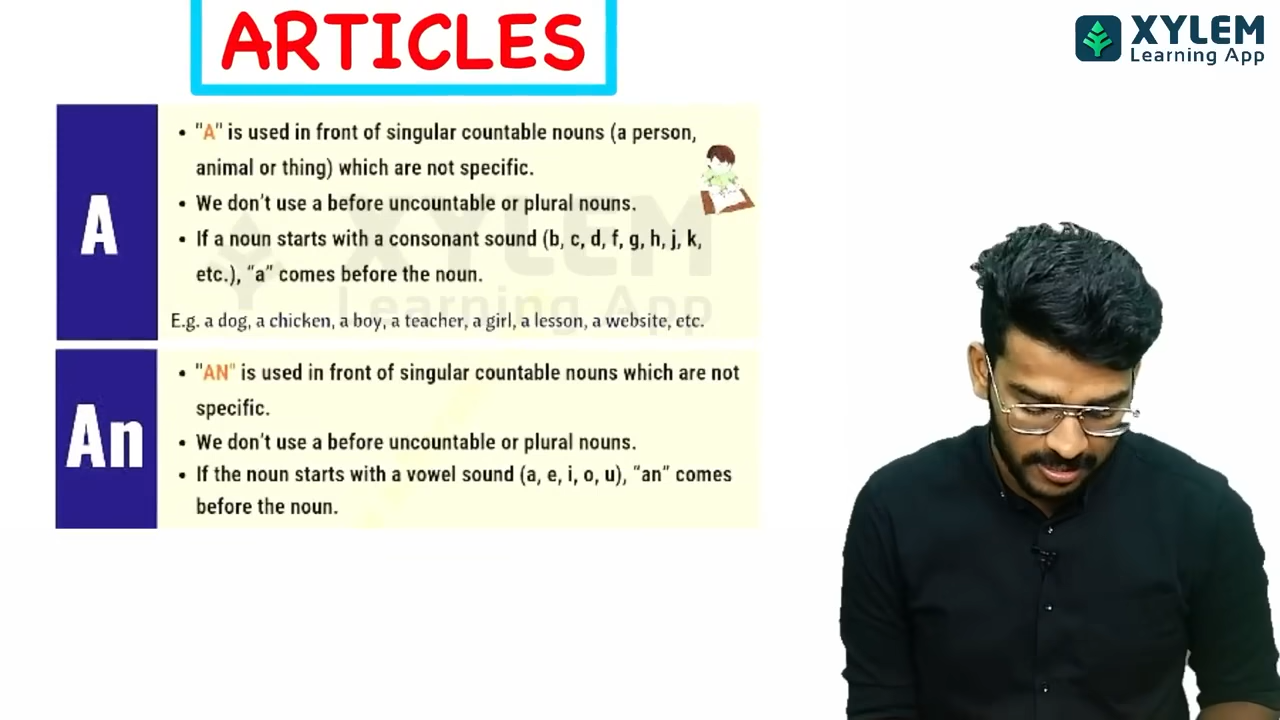 ARTICLES
XYLEM
Learning App
A
• "A" is used in front of singular countable nouns (a person,
animal or thing) which are not specific.
• We don't use a before uncountable or plural nouns.
• If a noun starts with a consonant sound (b, c, d, f, g, h, j, k,
etc.), "a" comes before the noun.
E.g. a dog, a chicken, a boy, a teacher, a girl, a lesson, a website, etc.
XYLEM
Learning App
An
• "AN" is used in front of singular countable nouns which are not
specific.
• We don't use a before uncountable or plural nouns.
• If the noun starts with a vowel sound (a, e, i, o, u), "an" comes
before the noun.